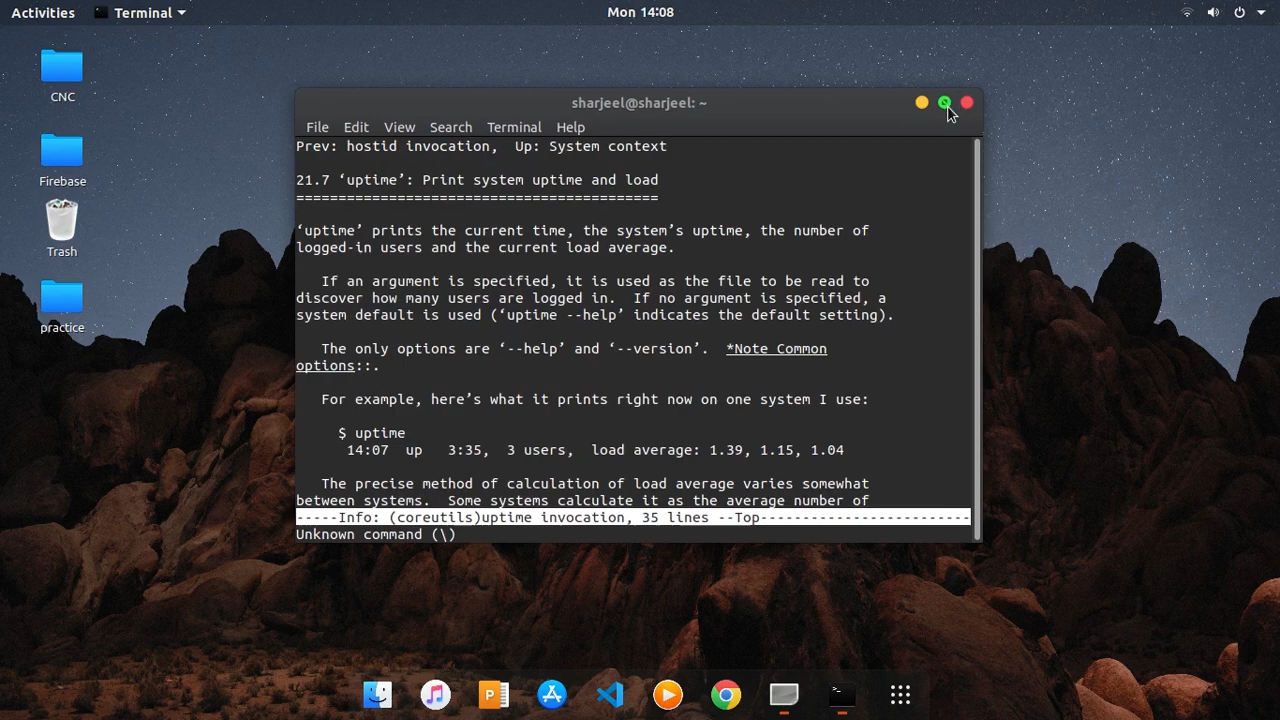 Activities Terminal Mon 14:08
CNC
Firebase
Trash
practice
sharjeel@sharjeel: ~
File Edit View Search Terminal Help
Prev: hostid invocation,  Up: System context
21.7 ‘uptime’: Print system uptime and load
===========================================
‘uptime’ prints the current time, the system’s uptime, the number of
logged-in users and the current load average.
If an argument is specified, it is used as the file to be read to
discover how many users are logged in.  If no argument is specified, a
system default is used (‘uptime --help’ indicates the default setting).
The only options are ‘--help’ and ‘--version’.  *Note Common
options::.
For example, here’s what it prints right now on one system I use:
$ uptime
14:07  up   3:35,  3 users,  load average: 1.39, 1.15, 1.04
The precise method of calculation of load average varies somewhat
between systems.  Some systems calculate it as the average number of
-----Info: (coreutils)uptime invocation, 35 lines --Top-------------------------
Unknown command (\)
P
>_